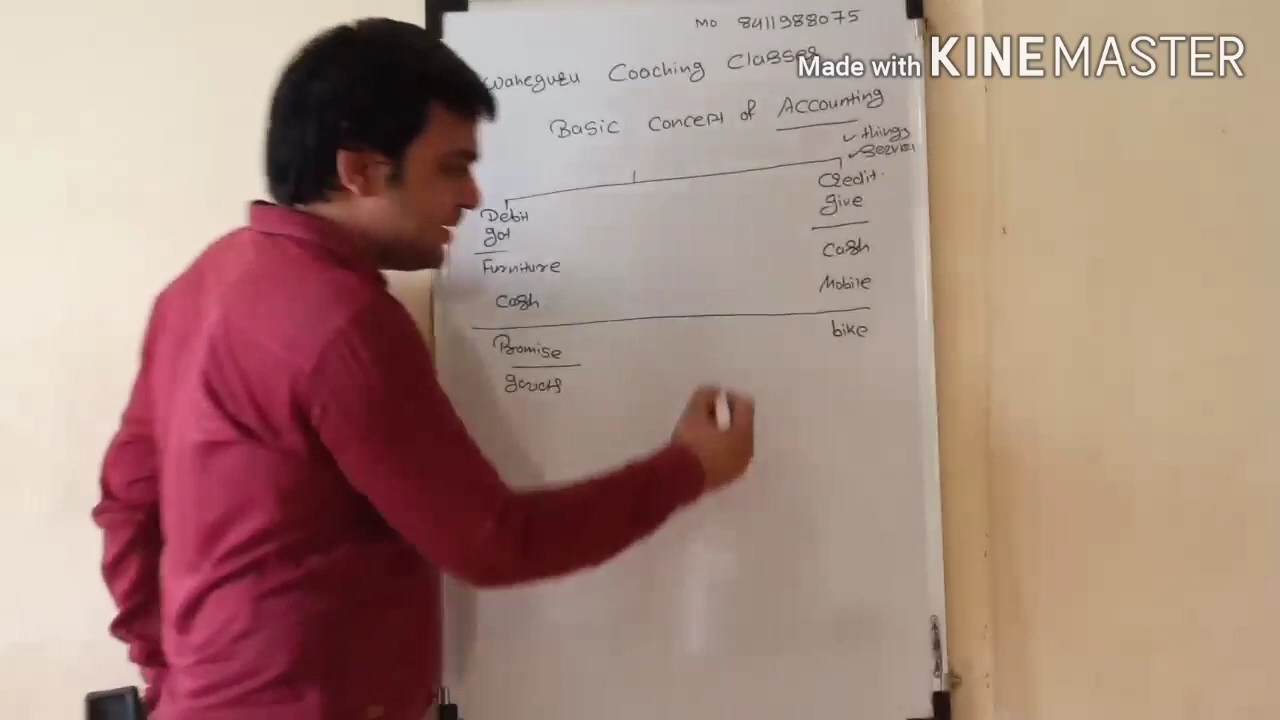 Mo 8411988075
Waheguru Coaching Classes
Made with KINEMASTER
Basic Concept of Accounting
things
Credit
give
Debit
got
Furniture
Cash
Cash
Mobile
Promise
bike